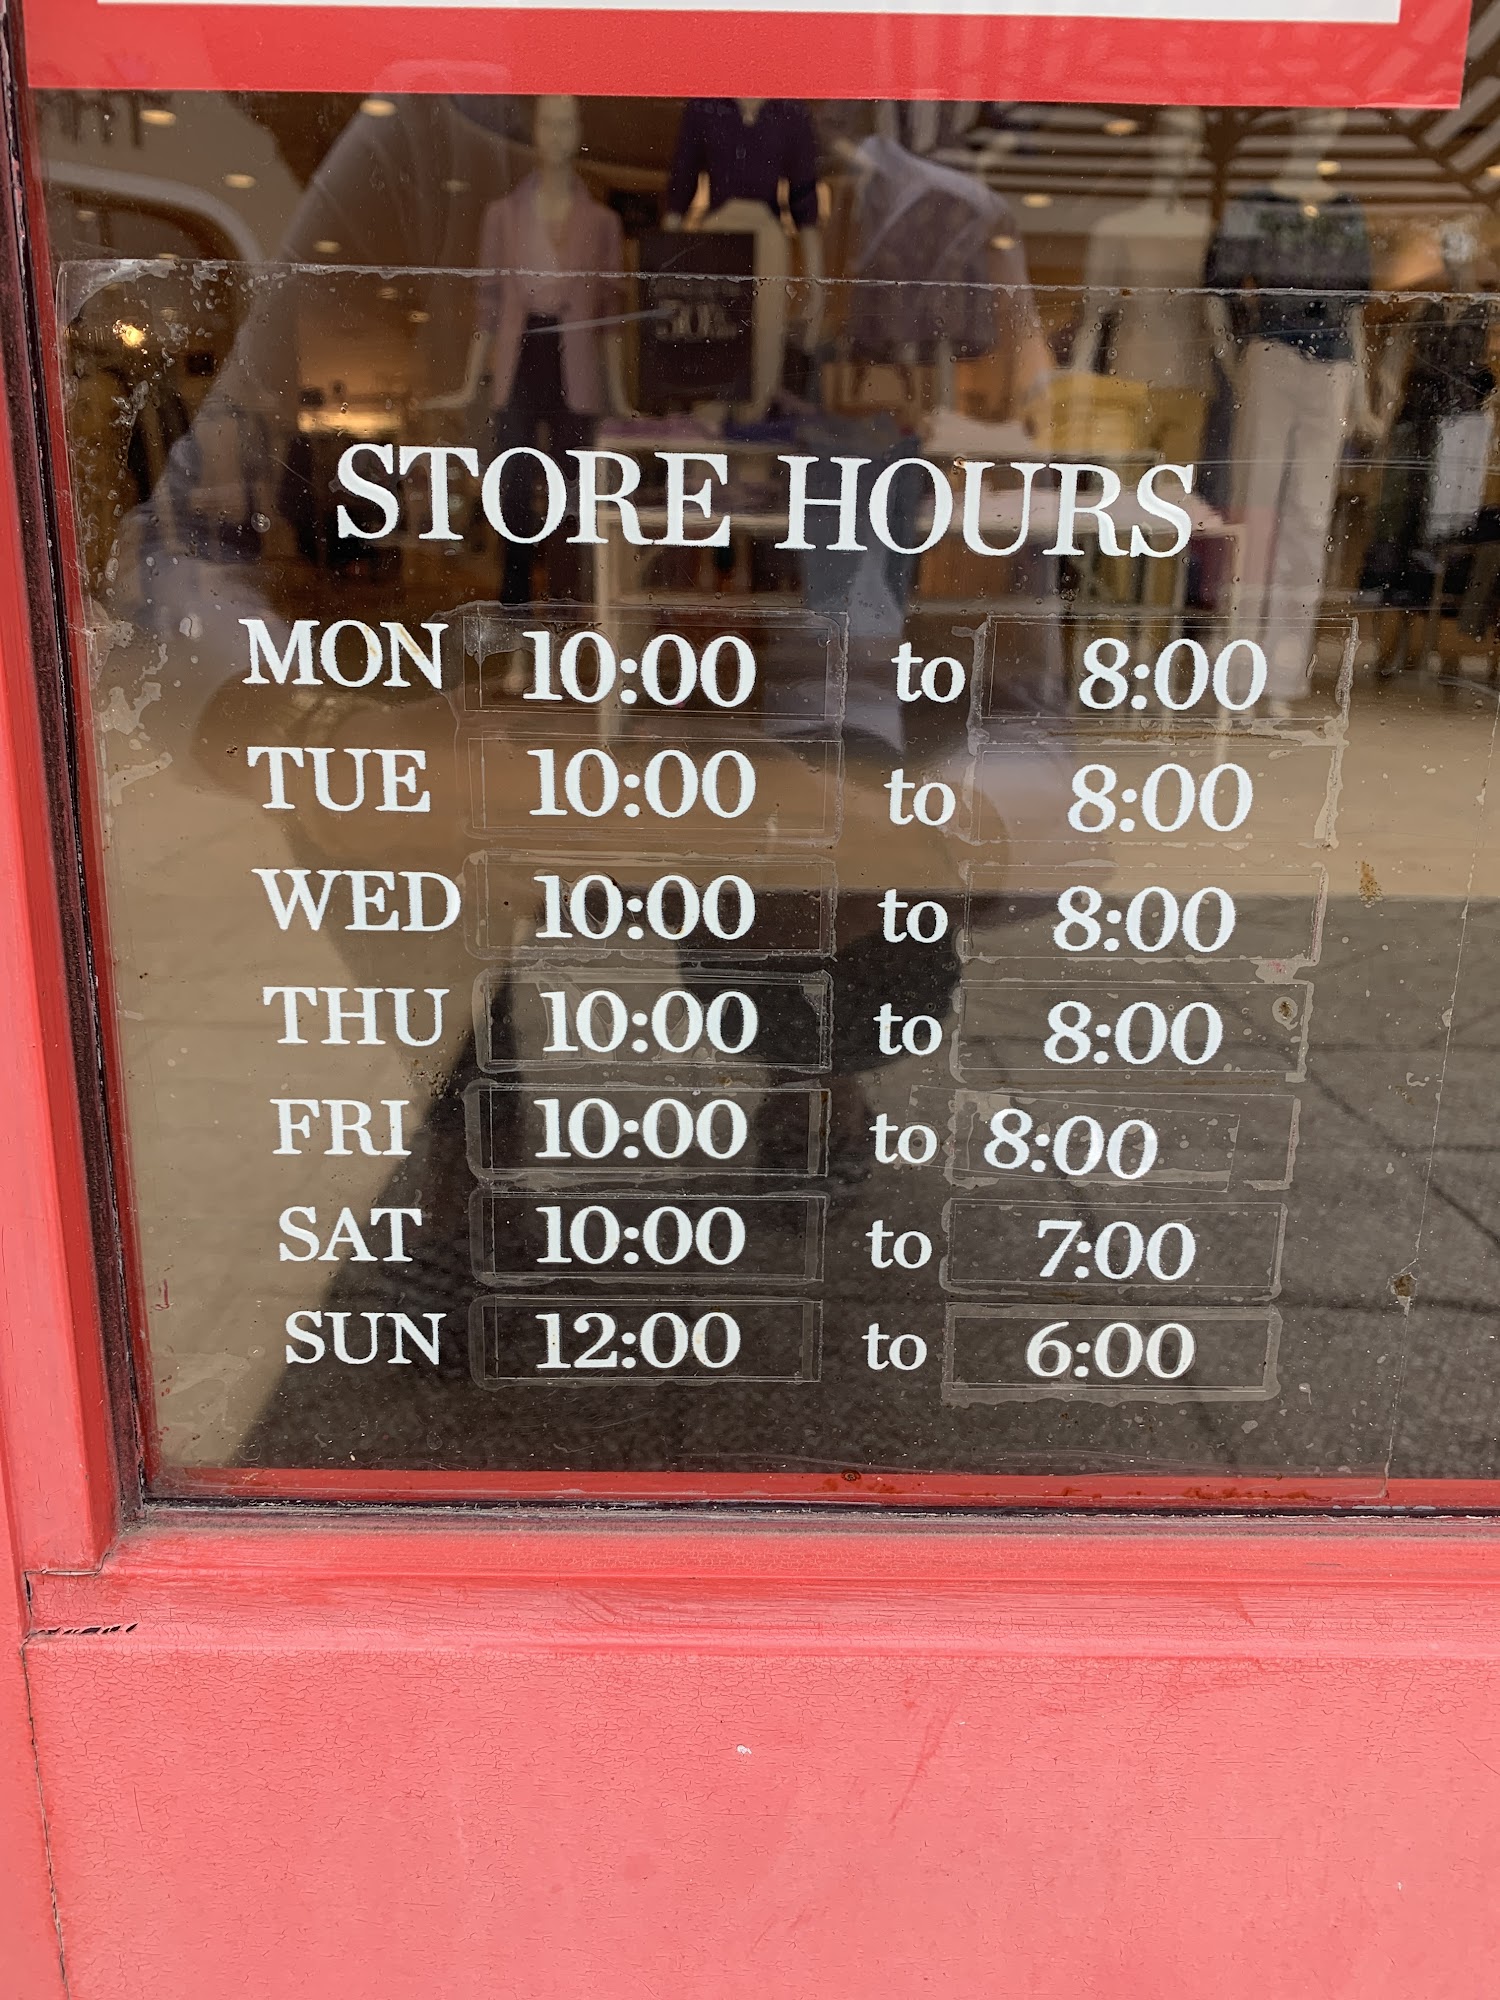 STORE HOURS
MON 10:00 to 8:00
TUE 10:00 to 8:00
WED 10:00 to 8:00
THU 10:00 to 8:00
FRI 10:00 to 8:00
SAT 10:00 to 7:00
SUN 12:00 to 6:00